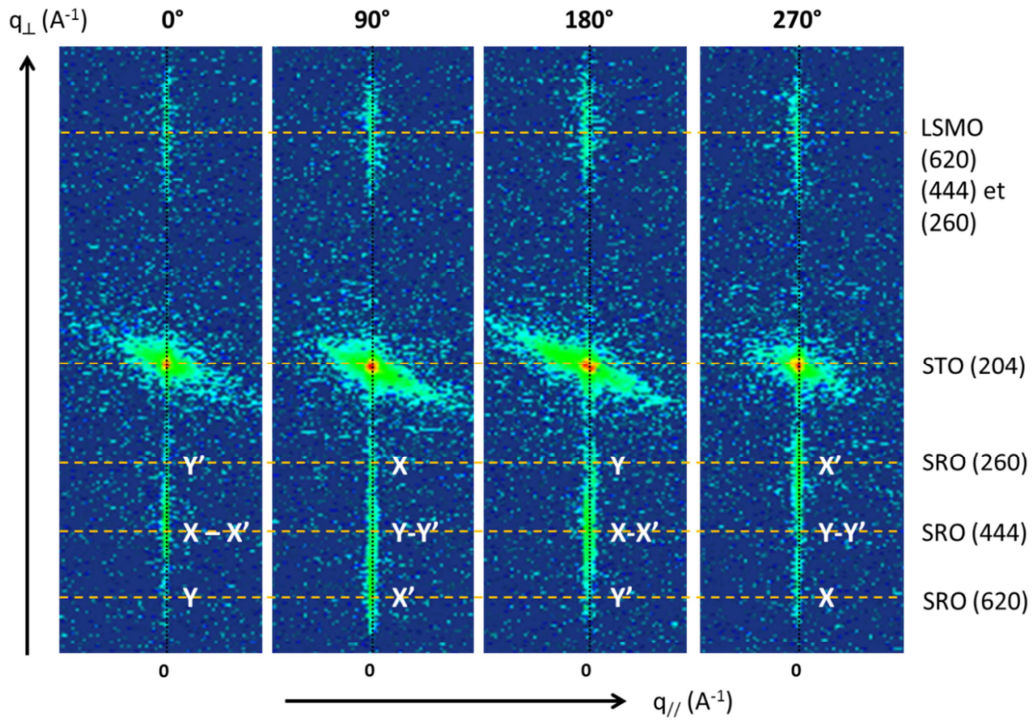 q⊥ (A⁻¹) 0° 90° 180° 270°
LSMO
(620)
(444) et
(260)
STO (204)
Y' X Y X' SRO (260)
X – X' Y-Y' X-X' Y-Y' SRO (444)
Y X' Y' X SRO (620)
0 0 0 0
q// (A⁻¹)